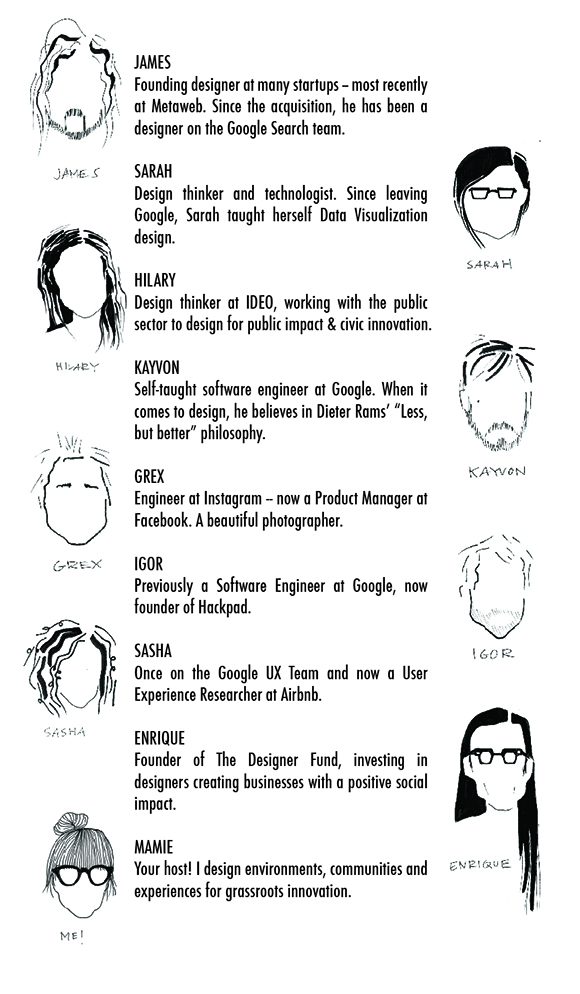 JAMES
Founding designer at many startups – most recently
at Metaweb. Since the acquisition, he has been a
designer on the Google Search team.
JAMES
SARAH
Design thinker and technologist. Since leaving
Google, Sarah taught herself Data Visualization
design.
SARAH
HILARY
Design thinker at IDEO, working with the public
sector to design for public impact & civic innovation.
HILARY
KAYVON
Self-taught software engineer at Google. When it
comes to design, he believes in Dieter Rams’ “Less,
but better” philosophy.
KAYVON
GREX
Engineer at Instagram – now a Product Manager at
Facebook. A beautiful photographer.
GREX
IGOR
Previously a Software Engineer at Google, now
founder of Hackpad.
IGOR
SASHA
Once on the Google UX Team and now a User
Experience Researcher at Airbnb.
SASHA
ENRIQUE
Founder of The Designer Fund, investing in
designers creating businesses with a positive social
impact.
ENRIQUE
MAMIE
Your host! I design environments, communities and
experiences for grassroots innovation.
ME!